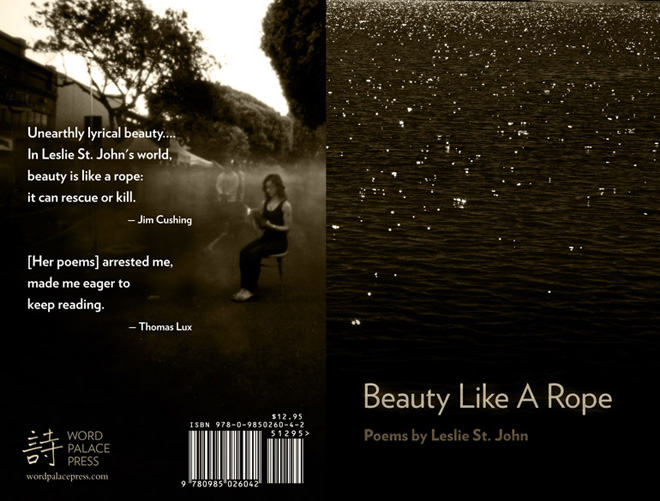 Unearthly lyrical beauty....
In Leslie St. John's world,
beauty is like a rope:
it can rescue or kill.
— Jim Cushing
[Her poems] arrested me,
made me eager to
keep reading.
— Thomas Lux
詩
WORD
PALACE
PRESS
wordpalacepress.com
$12.95
ISBN 978-0-9850260-4-2
51295>
9 780985 026042
Beauty Like A Rope
Poems by Leslie St. John